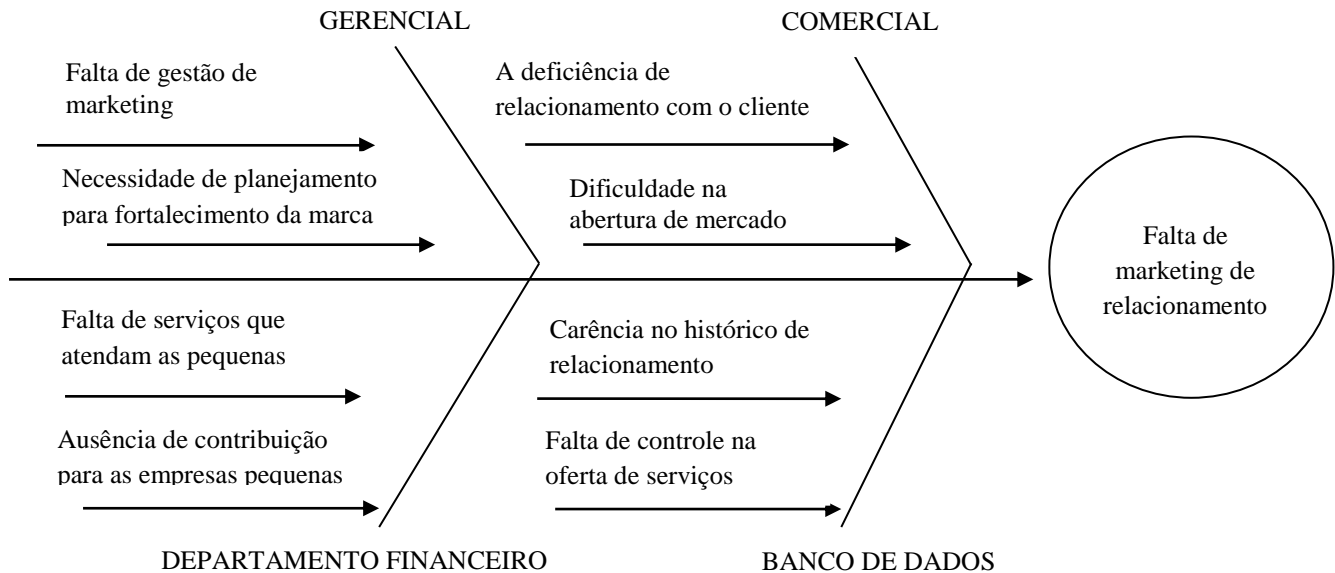 GERENCIAL
COMERCIAL
Falta de gestão de
marketing
A deficiência de
relacionamento com o cliente
Necessidade de planejamento
para fortalecimento da marca
Dificuldade na
abertura de mercado
Falta de
marketing de
relacionamento
Falta de serviços que
atendam as pequenas
Carência no histórico de
relacionamento
Ausência de contribuição
para as empresas pequenas
Falta de controle na
oferta de serviços
DEPARTAMENTO FINANCEIRO
BANCO DE DADOS